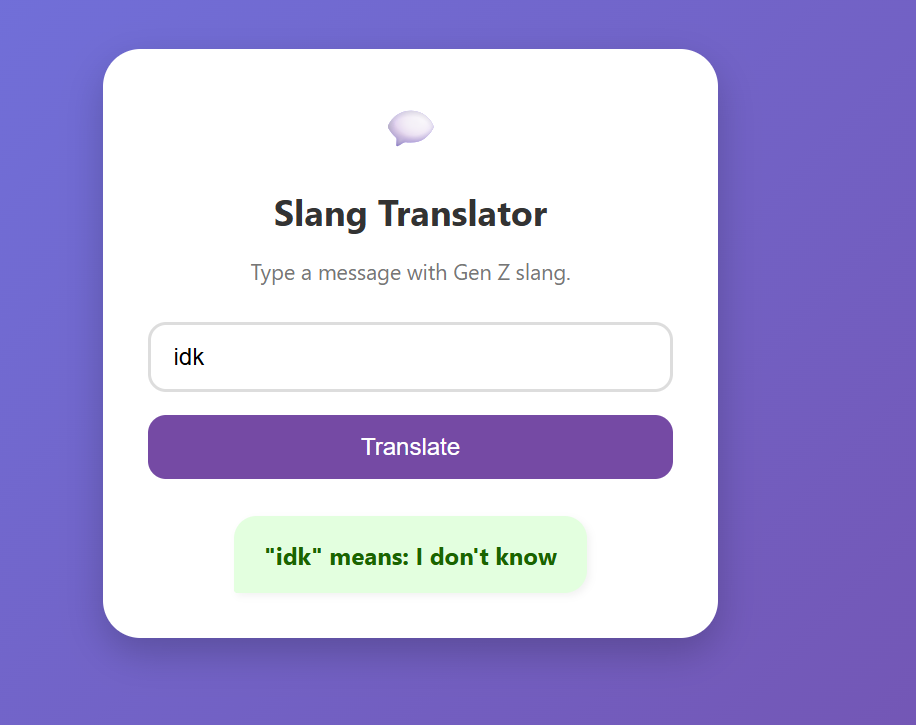 Slang Translator
Type a message with Gen Z slang.
idk
Translate
"idk" means: I don't know